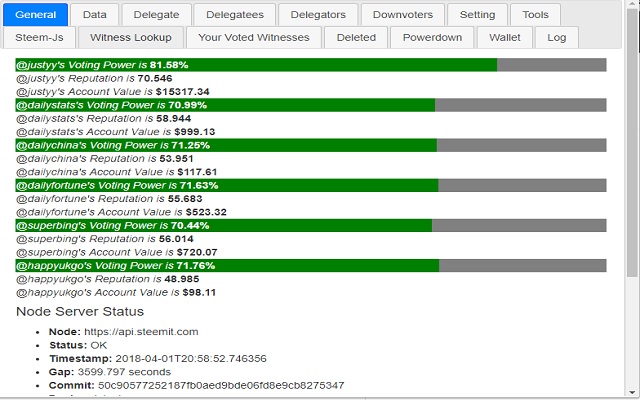 General Data Delegate Delegatees Delegators Downvoters Setting Tools
Steem-Js Witness Lookup Your Voted Witnesses Deleted Powerdown Wallet Log
@justyy's Voting Power is 81.58%
@justyy's Reputation is 70.546
@justyy's Account Value is $15317.34
@dailystats's Voting Power is 70.99%
@dailystats's Reputation is 58.944
@dailystats's Account Value is $999.13
@dailychina's Voting Power is 71.25%
@dailychina's Reputation is 53.951
@dailychina's Account Value is $117.61
@dailyfortune's Voting Power is 71.63%
@dailyfortune's Reputation is 55.683
@dailyfortune's Account Value is $523.32
@superbing's Voting Power is 70.44%
@superbing's Reputation is 56.014
@superbing's Account Value is $720.07
@happyukgo's Voting Power is 71.76%
@happyukgo's Reputation is 48.985
@happyukgo's Account Value is $98.11
Node Server Status
• Node: https://api.steemit.com
• Status: OK
• Timestamp: 2018-04-01T20:58:52.746356
• Gap: 3599.797 seconds
• Commit: 50c90577252187fb0aed9bde06fd8e9cb8275347